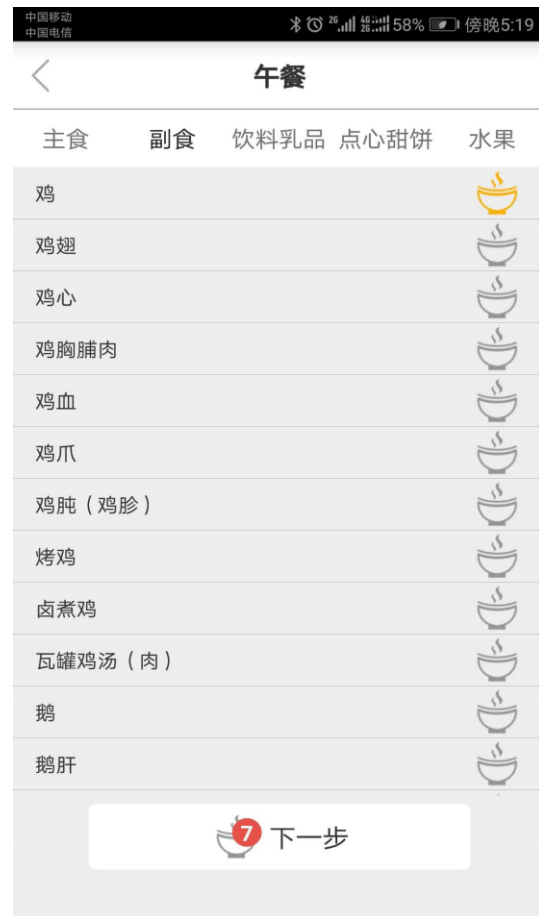 中国移动
中国电信
2G 4G 2G 58% 傍晚5:19
午餐
主食 副食 饮料乳品 点心甜饼 水果
鸡
鸡翅
鸡心
鸡胸脯肉
鸡血
鸡爪
鸡肫（鸡胗）
烤鸡
卤煮鸡
瓦罐鸡汤（肉）
鹅
鹅肝
7 下一步